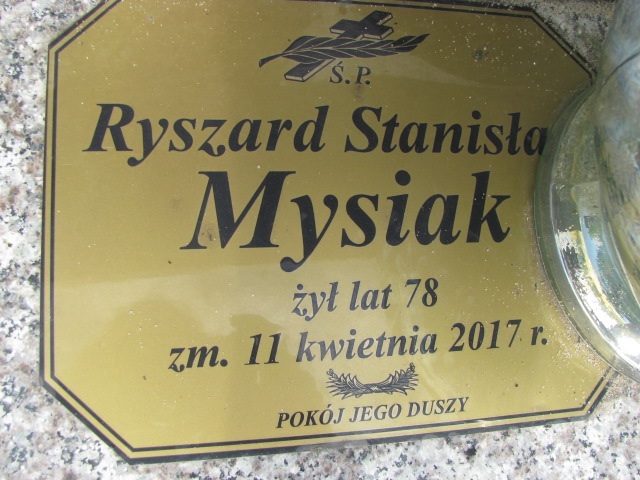 Ś.P.
Ryszard Stanisła
Mysiak
żył lat 78
zm. 11 kwietnia 2017 r.
POKÓJ JEGO DUSZY